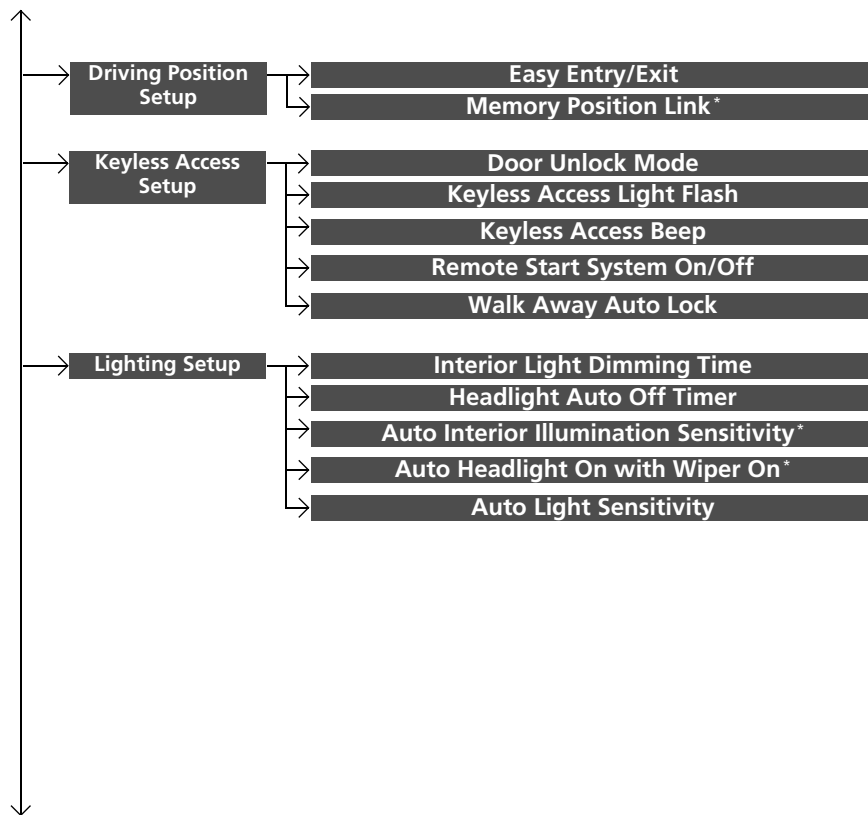 Driving Position
Setup
Easy Entry/Exit
Memory Position Link*
Keyless Access
Setup
Door Unlock Mode
Keyless Access Light Flash
Keyless Access Beep
Remote Start System On/Off
Walk Away Auto Lock
Lighting Setup
Interior Light Dimming Time
Headlight Auto Off Timer
Auto Interior Illumination Sensitivity*
Auto Headlight On with Wiper On*
Auto Light Sensitivity